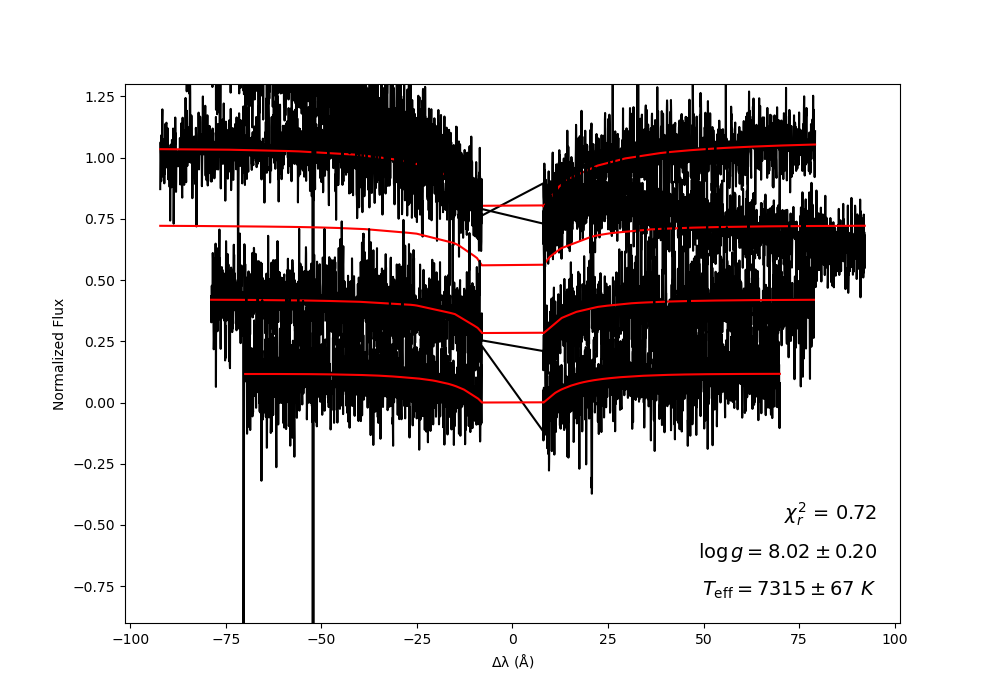 1.25
1.00
0.75
0.50
0.25
0.00
−0.25
−0.50
−0.75
Normalized Flux
χ²ᵣ = 0.72
log g = 8.02 ± 0.20
T_eff = 7315 ± 67 K
−100 −75 −50 −25 0 25 50 75 100
Δλ (Å)